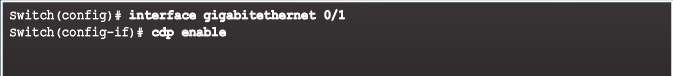 Switch(config)# interface gigabitethernet 0/1
Switch(config-if)# cdp enable